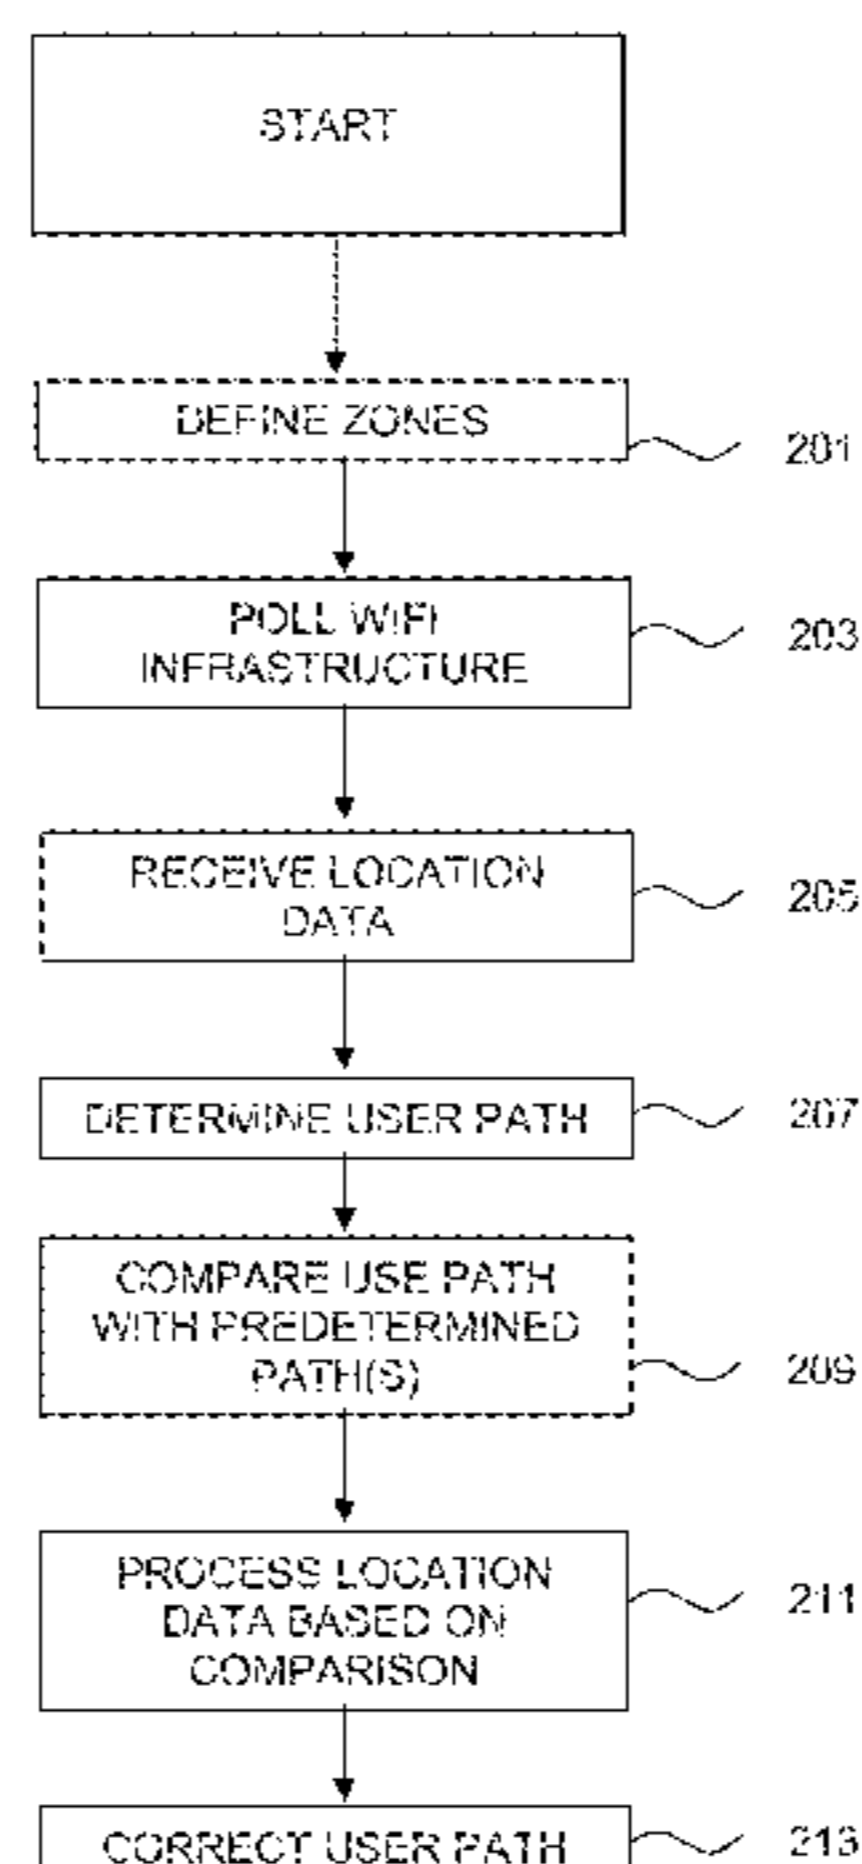 START
DEFINE ZONES
201
POLL WIFI
INFRASTRUCTURE
203
RECEIVE LOCATION
DATA
205
DETERMINE USER PATH
207
COMPARE USE PATH
WITH PREDETERMINED
PATH(S)
209
PROCESS LOCATION
DATA BASED ON
COMPARISON
211
CORRECT USER PATH
213